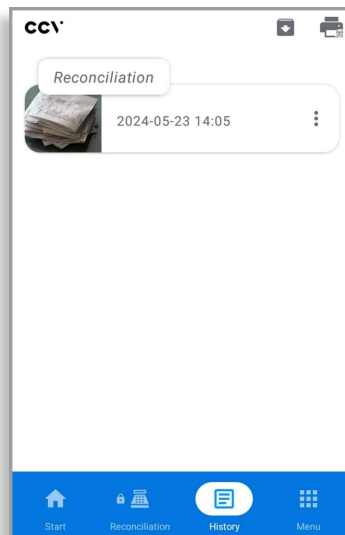 CCV
Reconciliation
2024-05-23 14:05
Start
Reconciliation
History
Menu